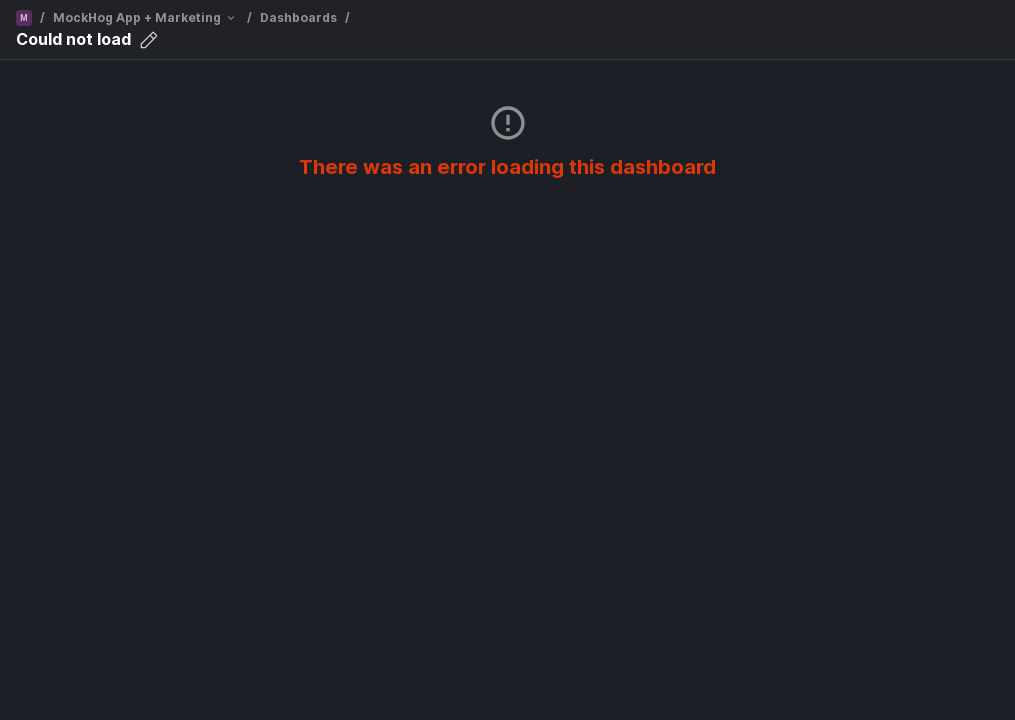 M / MockHog App + Marketing / Dashboards /
Could not load
There was an error loading this dashboard